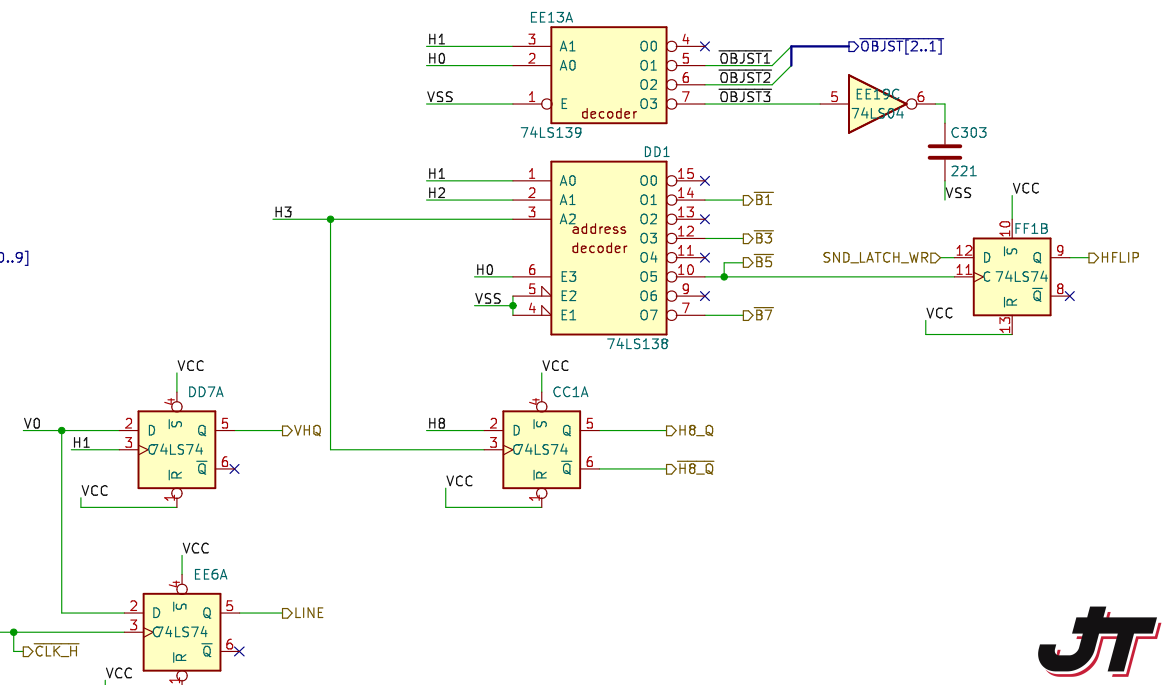 EE13A
H1 3 A1 O0 4
H0 2 A0 O1 5 OBJST1 OBJST[2..1]
O2 6 OBJST2
VSS 1 E O3 7 OBJST3 5 EE19C 6
decoder 74LS04
74LS139
C303
221
VSS
DD1
H1 1 A0 O0 15
H2 2 A1 O1 14 B1
H3 3 A2 O2 13
address
decoder
O3 12 B3
O4 11
H0 6 E3 O5 10 B5
VSS 5 E2 O6 9
4 E1 O7 7 B7
74LS138
0..9]
VCC
10 FF1B
SND_LATCH_WR 12 D S Q 9 HFLIP
11 C 74LS74
Q 8
R
VCC 13
VCC
4 DD7A
V0 2 D S Q 5 VHQ
H1 3 C 74LS74
R Q 6
VCC 1
VCC
4 CC1A
H8 2 D S Q 5 H8_Q
3 C 74LS74
R Q 6 H8_Q
VCC 1
VCC
4 EE6A
2 D S Q 5 LINE
3 C 74LS74
CLK_H R Q 6
VCC 1
JT